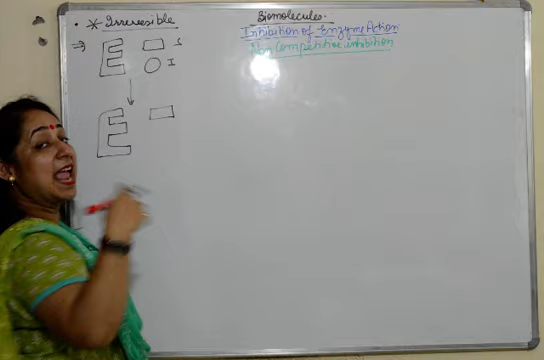 Biomolecules.
* Irreversible
Inhibition of Enzyme Action
Non Competitive inhibition
⇒ S
I